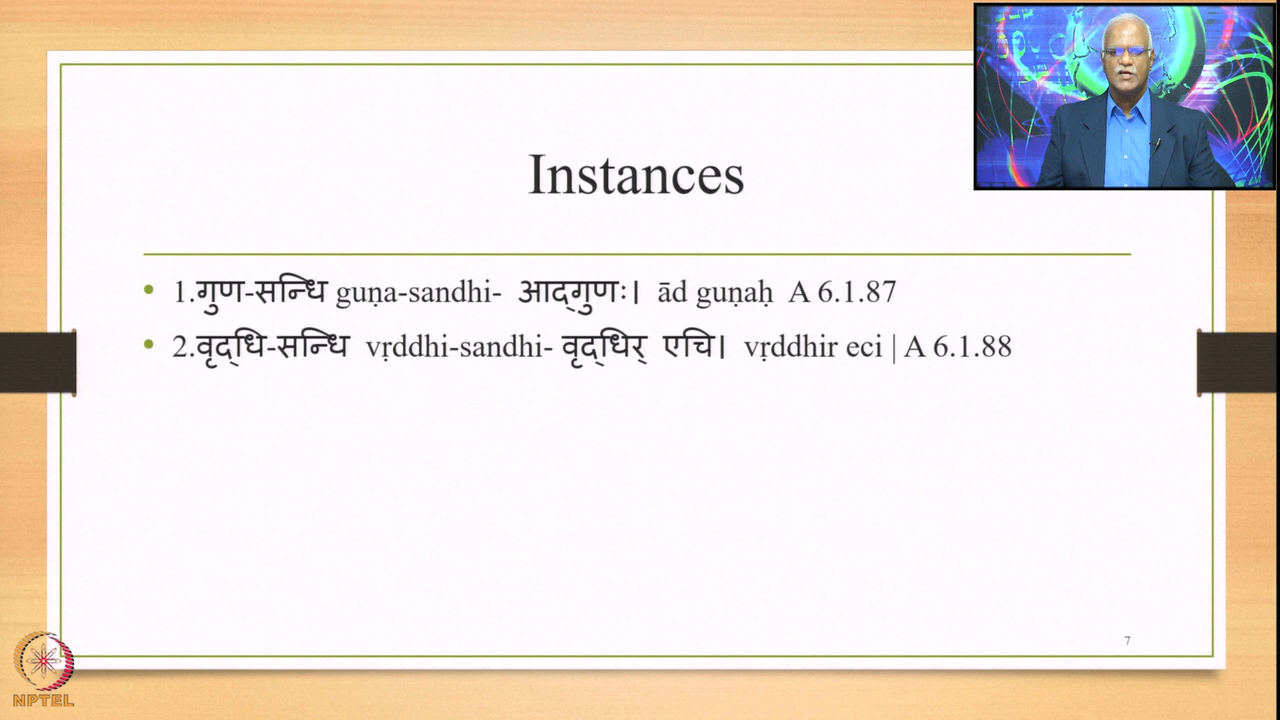 Instances
• 1.गुण-सन्धि guṇa-sandhi- आद्‌गुणः। ād guṇaḥ A 6.1.87
• 2.वृद्‌धि-सन्धि vṛddhi-sandhi- वृद्‌धिर् एचि। vṛddhir eci | A 6.1.88
7
NPTEL